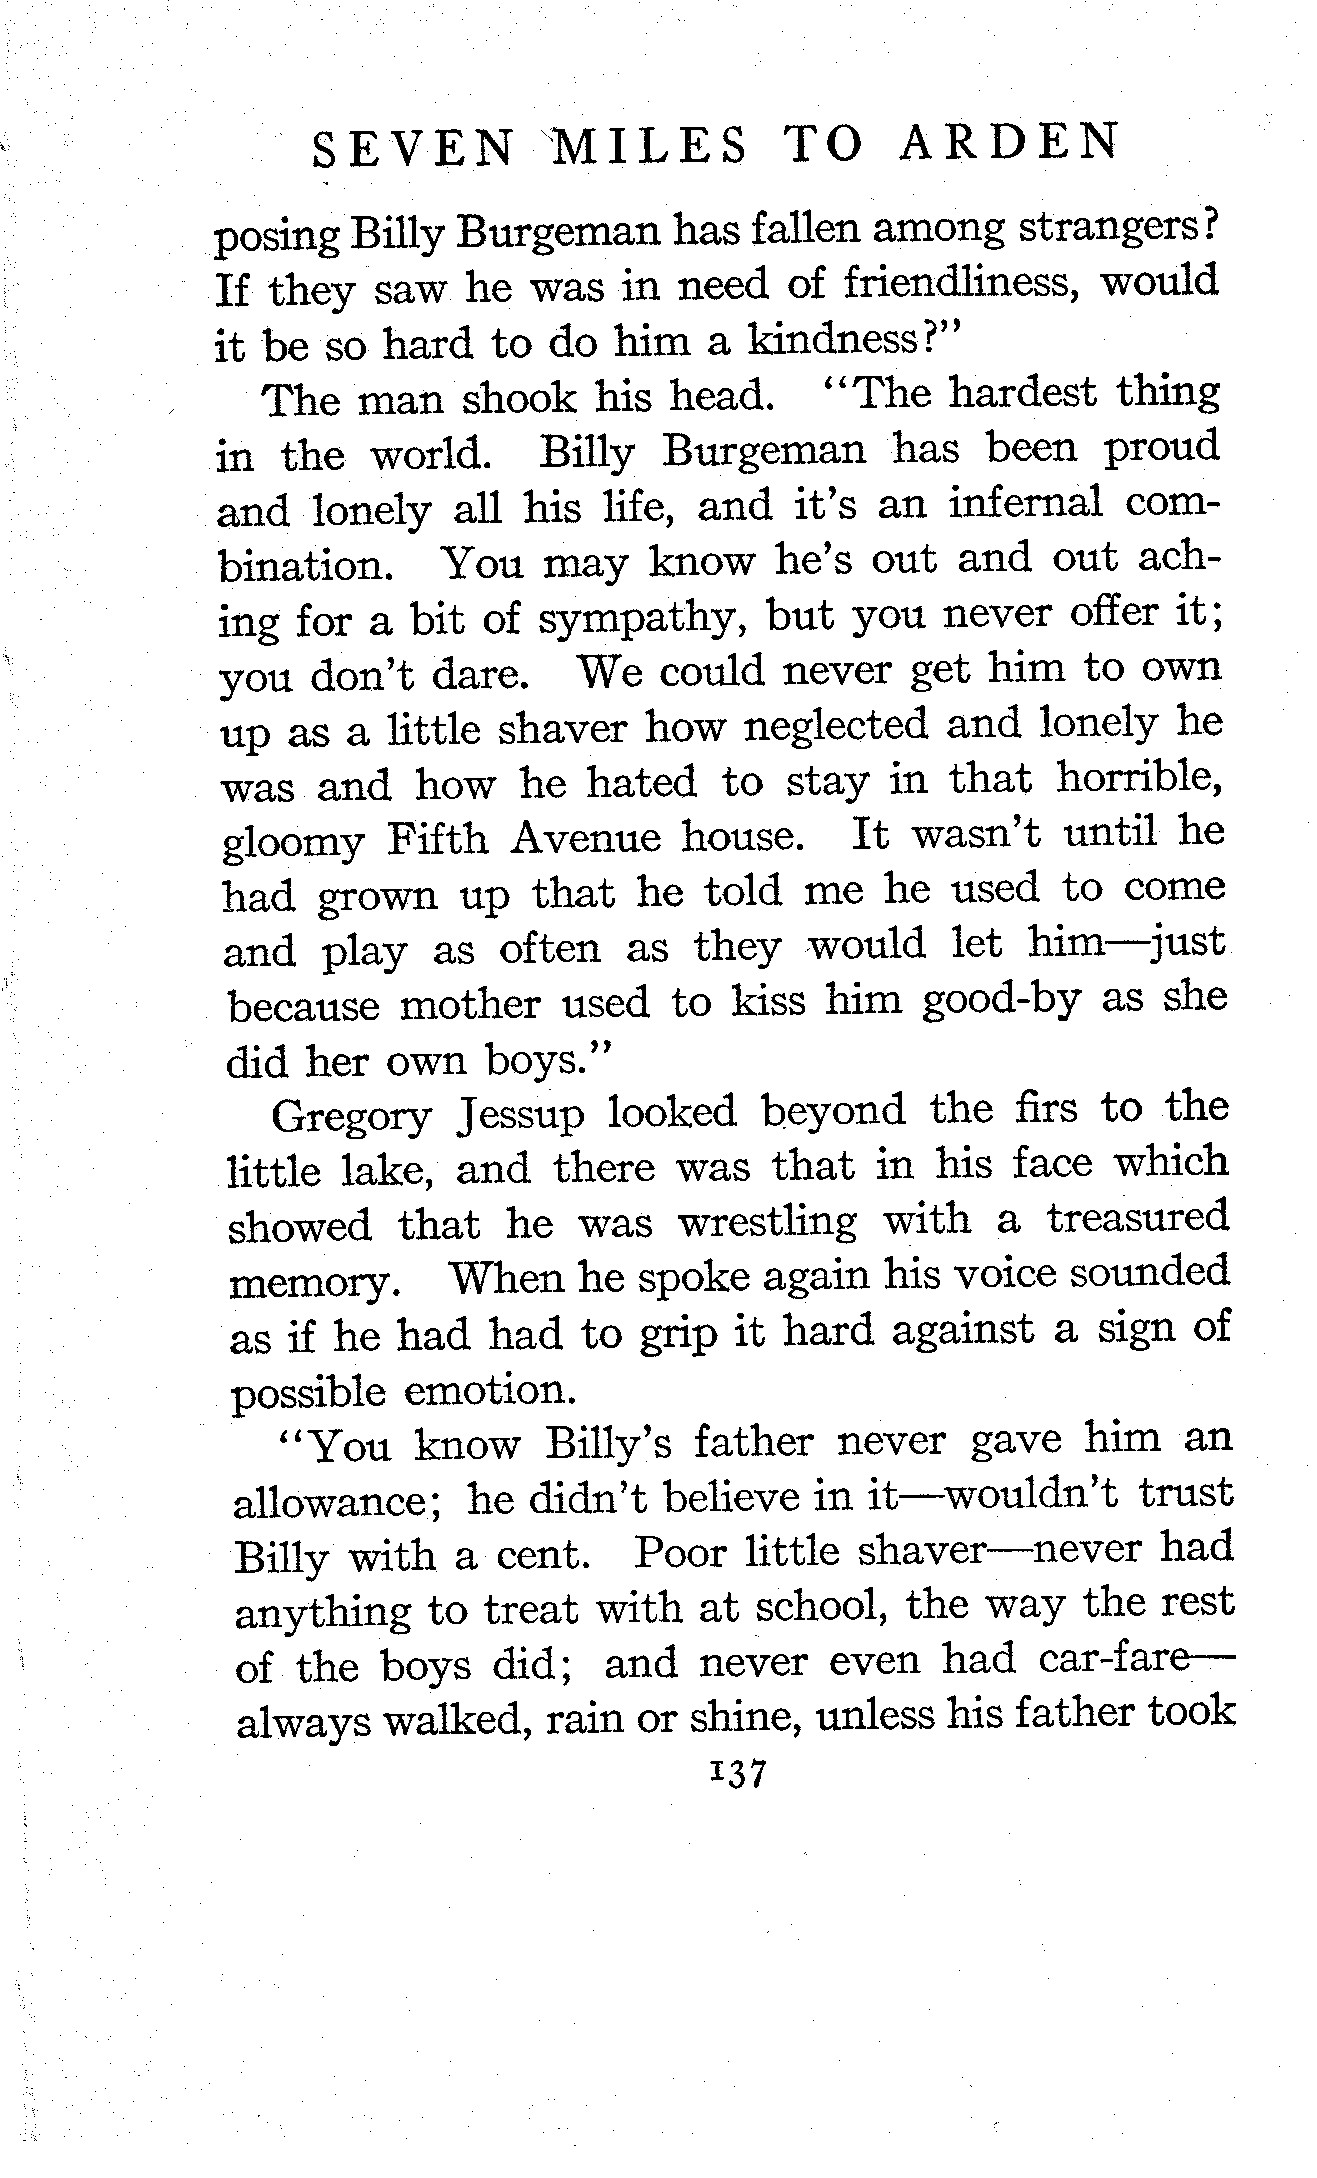 SEVEN MILES TO ARDEN
posing Billy Burgeman has fallen among strangers?
If they saw he was in need of friendliness, would
it be so hard to do him a kindness?”
The man shook his head. “The hardest thing
in the world. Billy Burgeman has been proud
and lonely all his life, and it’s an infernal com-
bination. You may know he’s out and out ach-
ing for a bit of sympathy, but you never offer it;
you don’t dare. We could never get him to own
up as a little shaver how neglected and lonely he
was and how he hated to stay in that horrible,
gloomy Fifth Avenue house. It wasn’t until he
had grown up that he told me he used to come
and play as often as they would let him—just
because mother used to kiss him good-by as she
did her own boys.”
Gregory Jessup looked beyond the firs to the
little lake, and there was that in his face which
showed that he was wrestling with a treasured
memory. When he spoke again his voice sounded
as if he had had to grip it hard against a sign of
possible emotion.
“You know Billy’s father never gave him an
allowance; he didn’t believe in it—wouldn’t trust
Billy with a cent. Poor little shaver—never had
anything to treat with at school, the way the rest
of the boys did; and never even had car-fare—
always walked, rain or shine, unless his father took
137